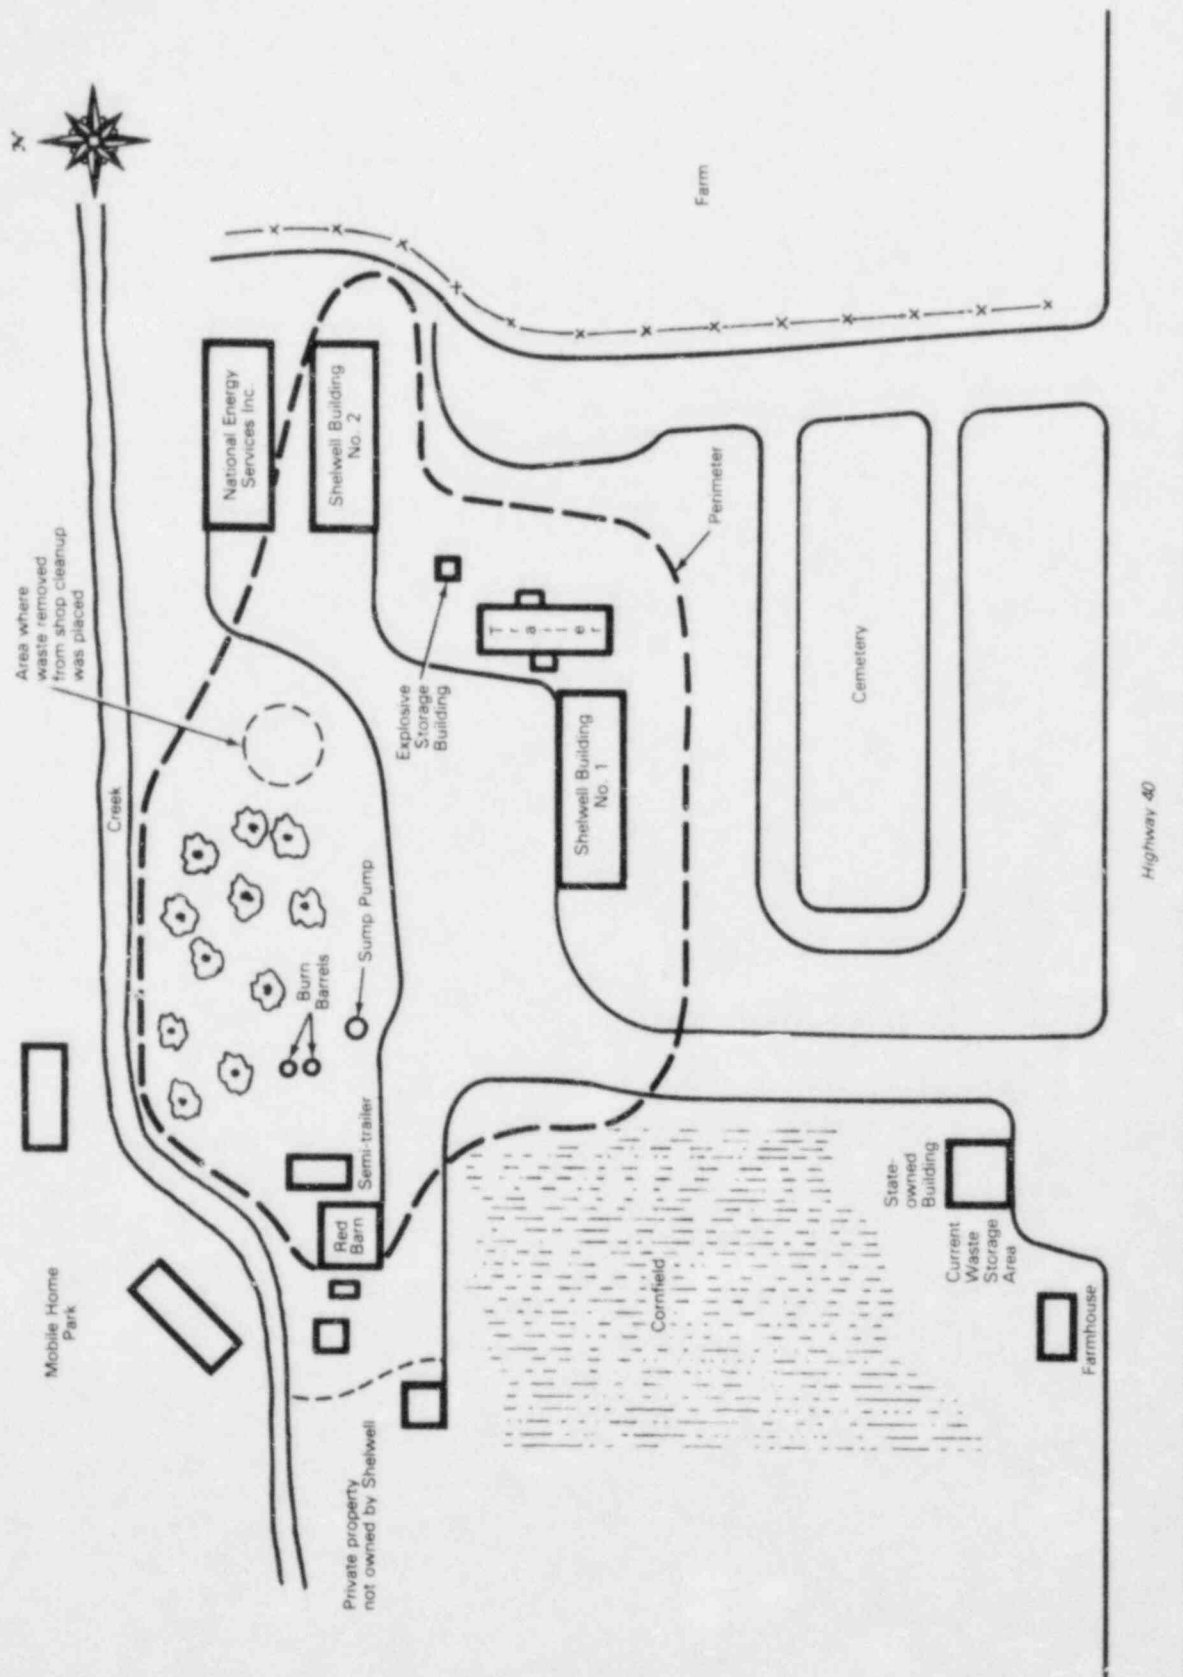 N
Mobile Home
Park
Creek
Area where
waste removed
from shop cleanup
was placed
National Energy
Services Inc.
Shelwell Building
No. 2
Private property
not owned by Shelwell
Red
Barn
Semi-trailer
Burn
Barrels
Sump Pump
Explosive
Storage
Building
Trailer
Shelwell Building
No. 1
Perimeter
Farm
Cornfield
Cemetery
State-
owned
Building
Current
Waste
Storage
Area
Farmhouse
Highway 40